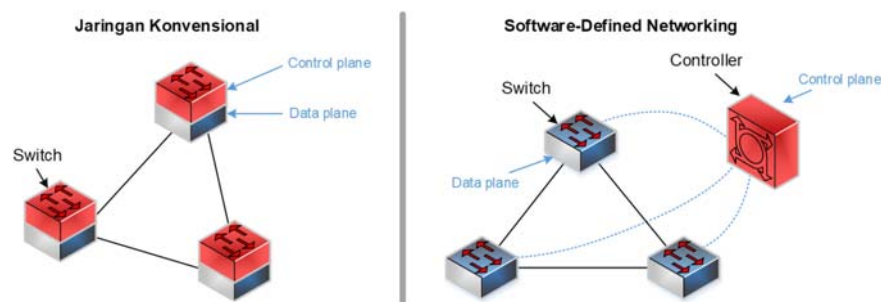 Jaringan Konvensional
Control plane
Data plane
Switch
Software-Defined Networking
Controller
Switch
Control plane
Data plane